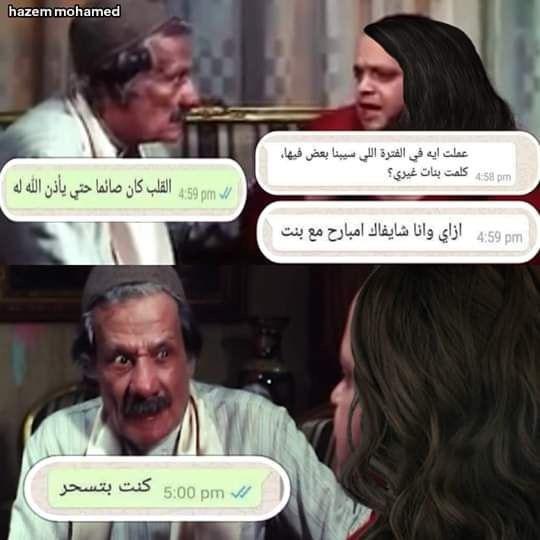 hazem mohamed
عملت ايه في الفترة اللي سيبنا بعض فيها،
كلمت بنات غيري؟ 4:58 pm
القلب كان صائما حتي يأذن الله له 4:59 pm
ازاي وانا شايفاك امبارح مع بنت 4:59 pm
كنت بتسحر 5:00 pm